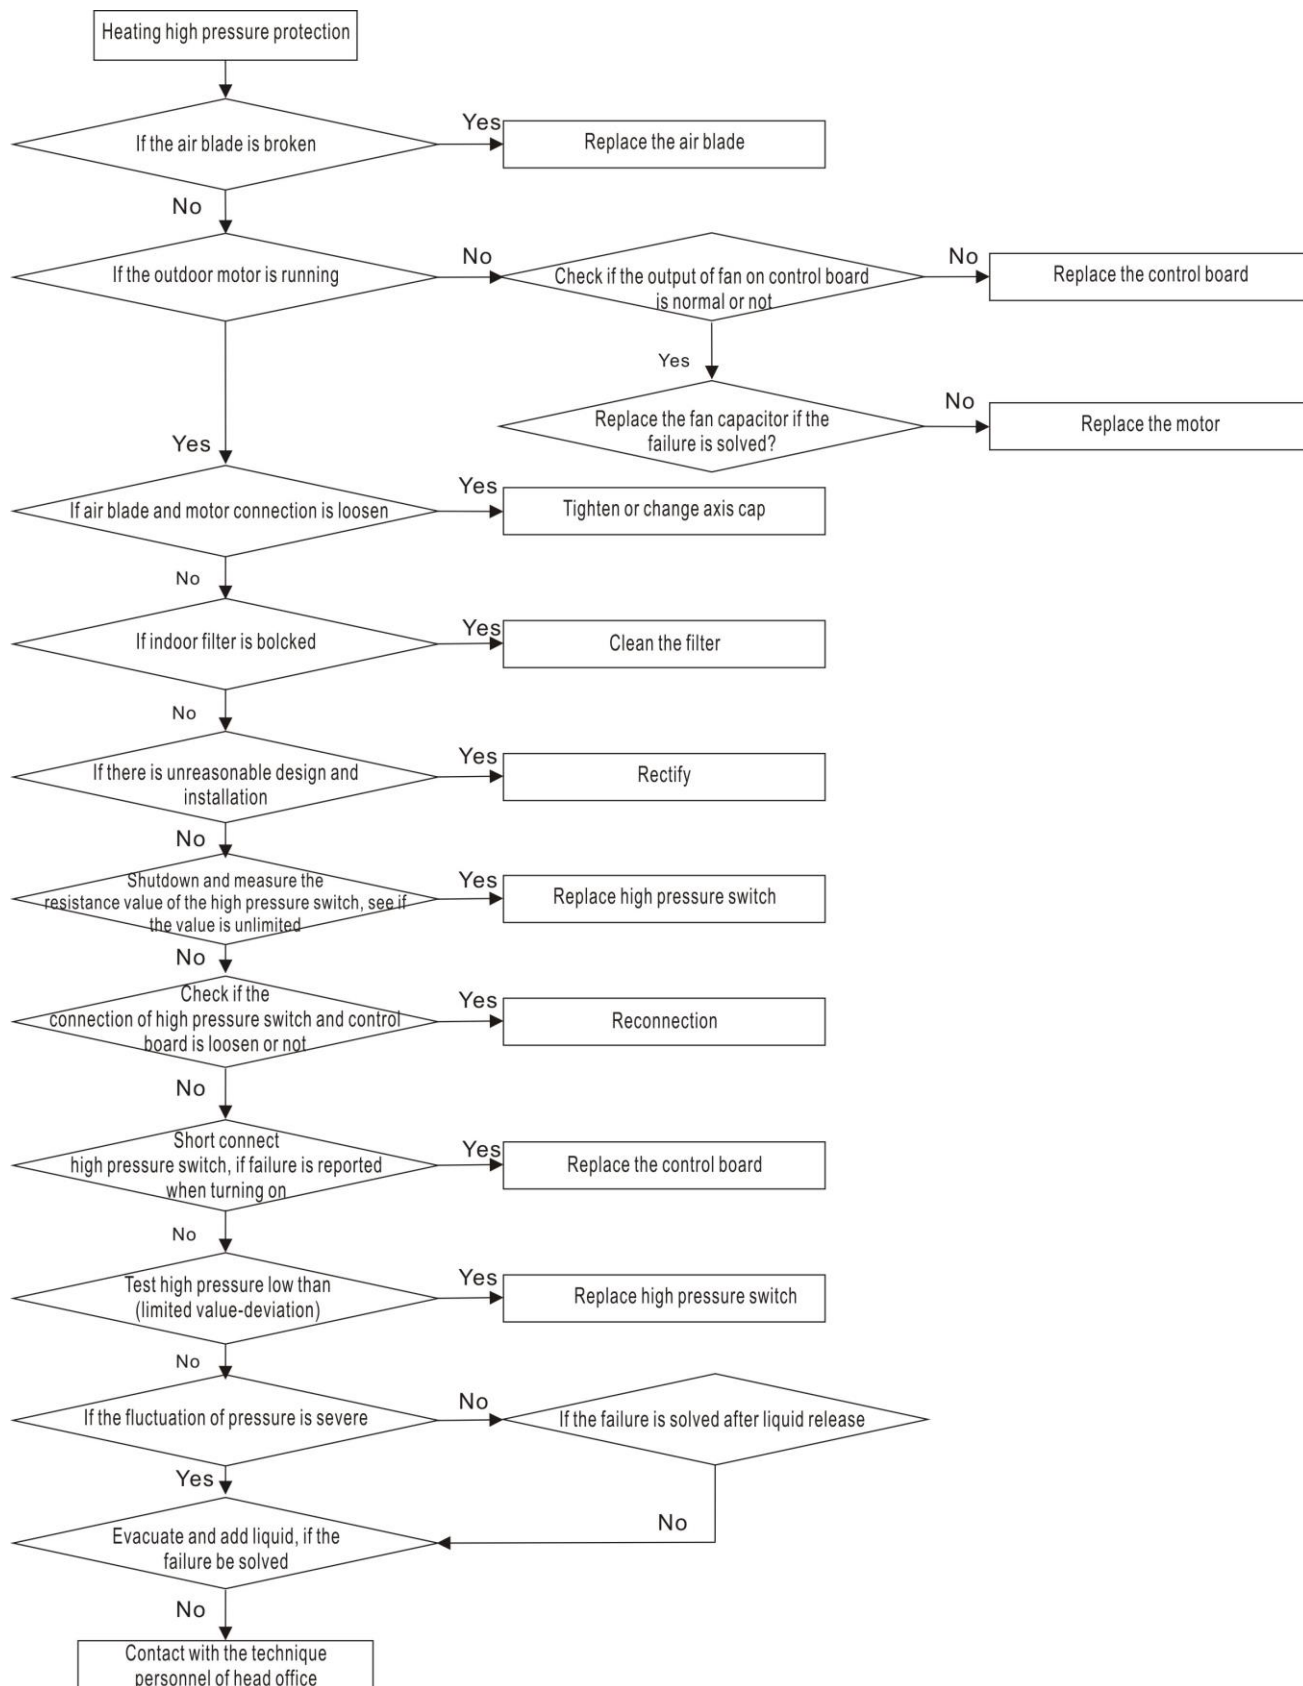 Heating high pressure protection
If the air blade is broken
Yes
Replace the air blade
No
If the outdoor motor is running
No
Check if the output of fan on control board
is normal or not
No
Replace the control board
Yes
Replace the fan capacitor if the
failure is solved?
No
Replace the motor
Yes
If air blade and motor connection is loosen
Yes
Tighten or change axis cap
No
If indoor filter is bolcked
Yes
Clean the filter
No
If there is unreasonable design and
installation
Yes
Rectify
No
Shutdown and measure the
resistance value of the high pressure switch, see if
the value is unlimited
Yes
Replace high pressure switch
No
Check if the
connection of high pressure switch and control
board is loosen or not
Yes
Reconnection
No
Short connect
high pressure switch, if failure is reported
when turning on
Yes
Replace the control board
No
Test high pressure low than
(limited value-deviation)
Yes
Replace high pressure switch
No
If the fluctuation of pressure is severe
No
If the failure is solved after liquid release
Yes
No
Evacuate and add liquid, if the
failure be solved
No
Contact with the technique
personnel of head office